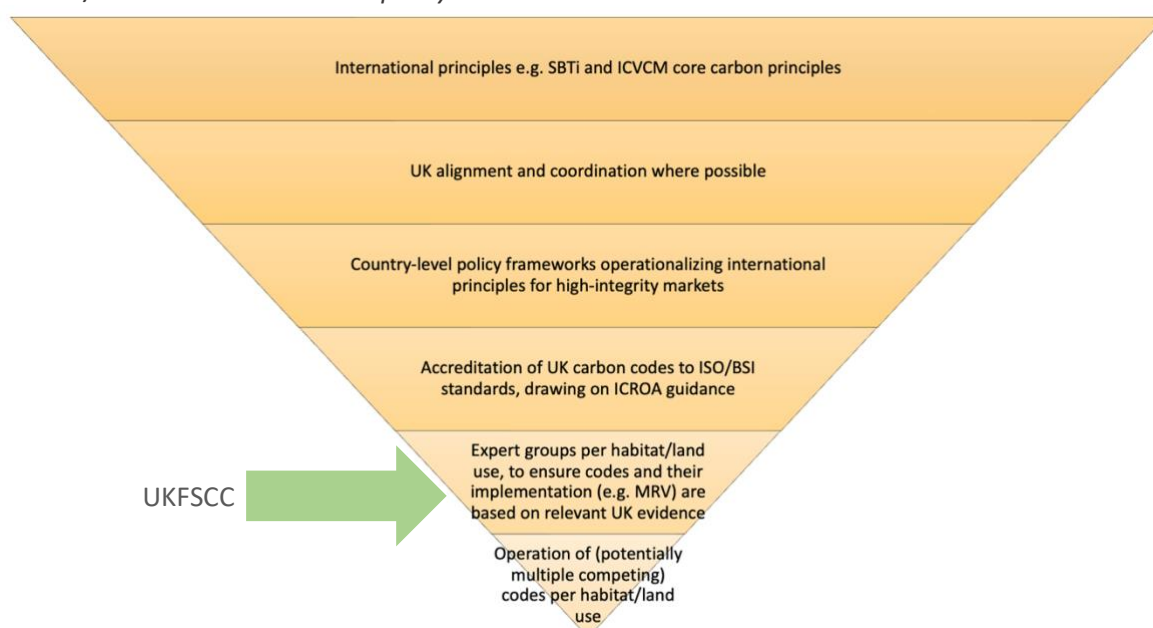 International principles e.g. SBTi and ICVCM core carbon principles
UK alignment and coordination where possible
Country-level policy frameworks operationalizing international
principles for high-integrity markets
Accreditation of UK carbon codes to ISO/BSI
standards, drawing on ICROA guidance
Expert groups per habitat/land
use, to ensure codes and their
implementation (e.g. MRV) are
based on relevant UK evidence
UKFSCC
Operation of (potentially
multiple competing)
codes per habitat/land
use